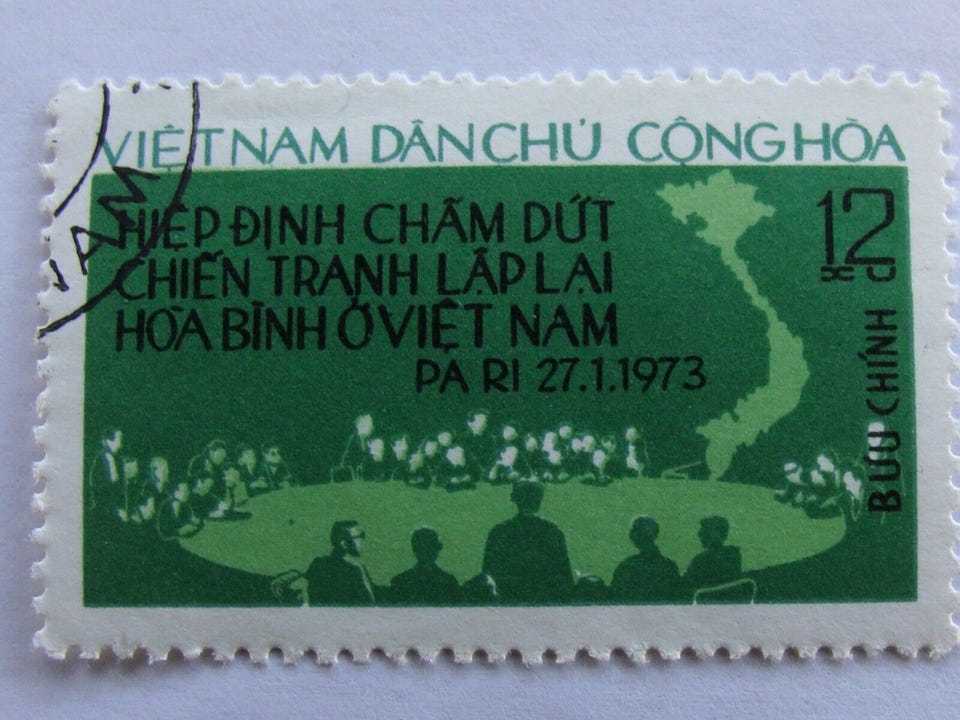 VIỆT NAM DÂN CHỦ CỘNG HÒA
HIỆP ĐỊNH CHẤM DỨT
CHIẾN TRANH LẬP LẠI
HÒA BÌNH Ở VIỆT NAM
PA RI 27.1.1973
12
xu
BƯU CHÍNH
NAM